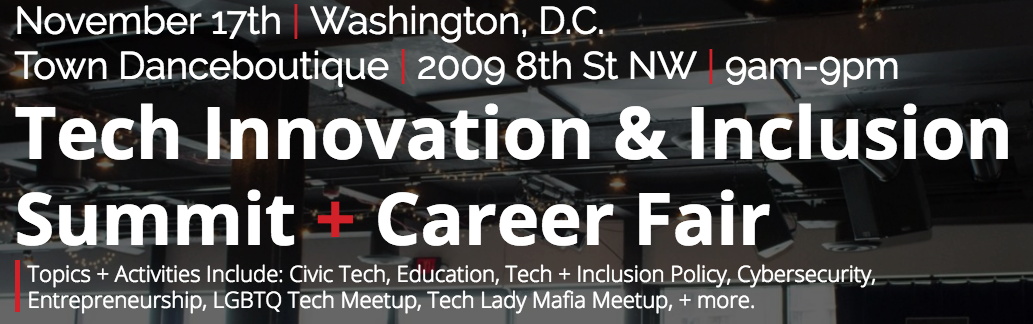 November 17th | Washington, D.C.
Town Danceboutique | 2009 8th St NW | 9am-9pm
Tech Innovation & Inclusion
Summit + Career Fair
Topics + Activities Include: Civic Tech, Education, Tech + Inclusion Policy, Cybersecurity,
Entrepreneurship, LGBTQ Tech Meetup, Tech Lady Mafia Meetup, + more.